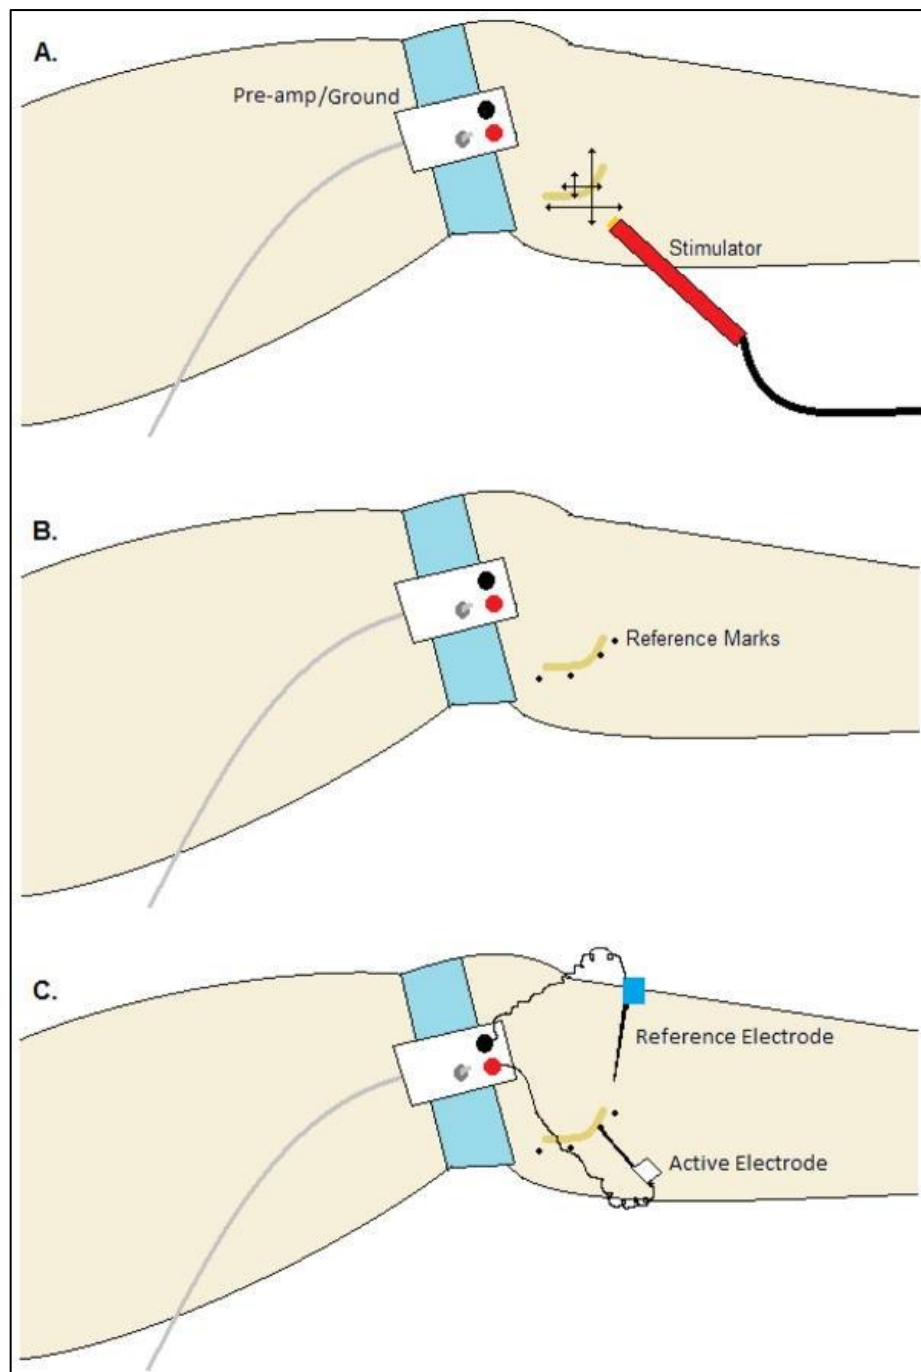 A.
Pre-amp/Ground
Stimulator
B.
Reference Marks
C.
Reference Electrode
Active Electrode